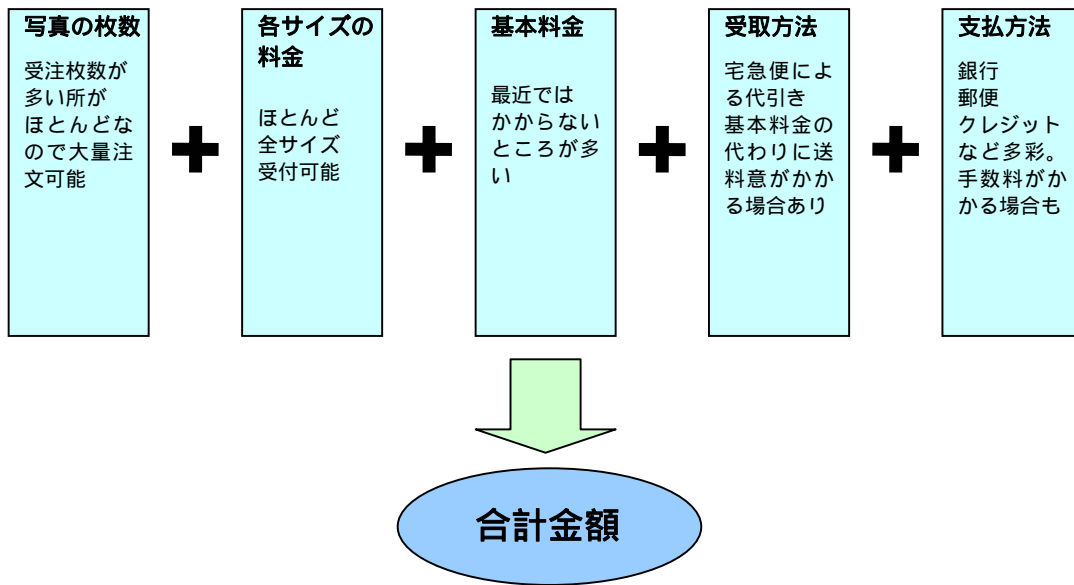 写真の枚数
受注枚数が
多い所が
ほとんどな
ので大量注
文可能
各サイズの
料金
ほとんど
全サイズ
受付可能
基本料金
最近では
かからない
ところが多
い
受取方法
宅急便によ
る代引き
基本料金の
代わりに送
料意がかか
る場合あり
支払方法
銀行
郵便
クレジット
など多彩。
手数料がか
かる場合も
合計金額